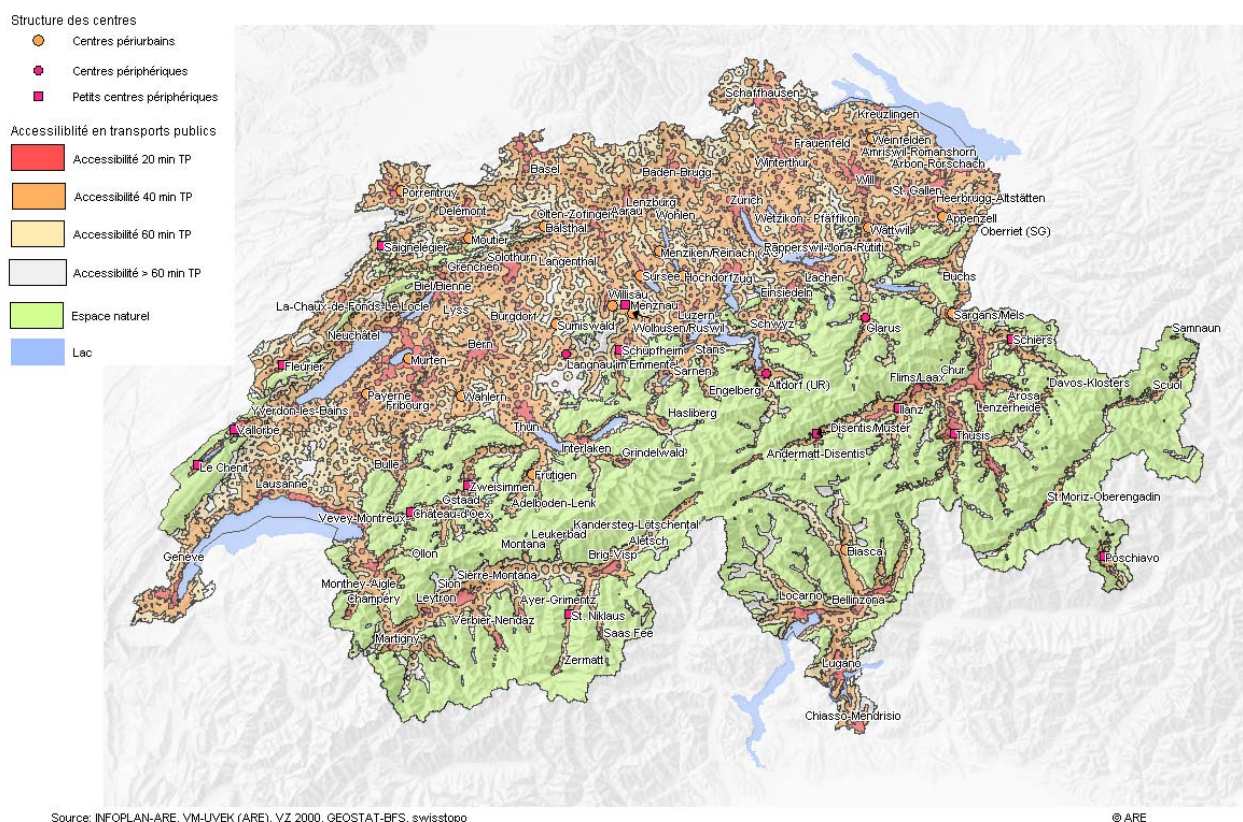 Structure des centres
Centres périurbains
Centres périphériques
Petits centres périphériques
Accessibliité en transports publics
Accessibilité 20 min TP
Accessibilité 40 min TP
Accessibilité 60 min TP
Accessibilité > 60 min TP
Espace naturel
Lac
Schaffhausen
Kreuzlingen
Frauenfeld
Weinfelden
Amriswil-Romanshorn
Arbon-Rorschach
Winterthur
Basel
Baden-Brugg
Wil
St. Gallen
Heerbrugg-Altstätten
Porrentruy
Lenzburg
Zürich
Delémont
Olten-Zofingen
Aarau
Wohlen
Wetzikon - Pfäffikon
Appenzell
Balsthal
Wattwil
Oberriet (SG)
Moutier
Saignelegier
Menziken/Reinach (AG)
Rapperswil-Jona-Rütiti
Solothurn
Langenthal
Grenchen
Sursee
Hochdorf
Zug
Lachen
Buchs
Biel/Bienne
Einsiedeln
Willisau
Menznau
La-Chaux-de-Fonds-Le Locle
Lyss
Burgdorf
Luzern
Sumiswald
Wolhusen/Ruswil
Schwyz
Glarus
Sargans/Mels
Neuchâtel
Samnaun
Bern
Schüpfheim
Stans
Schiers
Murten
Fleurier
Langnau im Emmental
Sarnen
Chur
Flims/Laax
Davos-Klosters
Engelberg
Altdorf (UR)
Scuol
Payerne
Wahlern
Arosa
Fribourg
Ilanz
Lenzerheide
Yverdon-les-Bains
Hasliberg
Vallorbe
Thun
Disentis/Muster
Thusis
Interlaken
Grindelwald
Andermatt-Disentis
Le Chenit
Bulle
Frutigen
Lausanne
Zweisimmen
Gstaad
Adelboden-Lenk
St.Moriz-Oberengadin
Vevey-Montreux
Château-d'Oex
Kandersteg-Lötschental
Leukerbad
Montana
Aletsch
Ollon
Brig-Visp
Biasca
Genève
Poschiavo
Sierre-Montana
Monthey-Aigle
Sion
Champéry
Leytron
Ayer-Grimentz
Locarno
Bellinzona
Verbier-Nendaz
St. Niklaus
Martigny
Saas Fee
Zermatt
Lugano
Chiasso-Mendrisio
Source: INFOPLAN-ARE, VM-UVEK (ARE), VZ 2000, GEOSTAT-BFS, swisstopo
© ARE